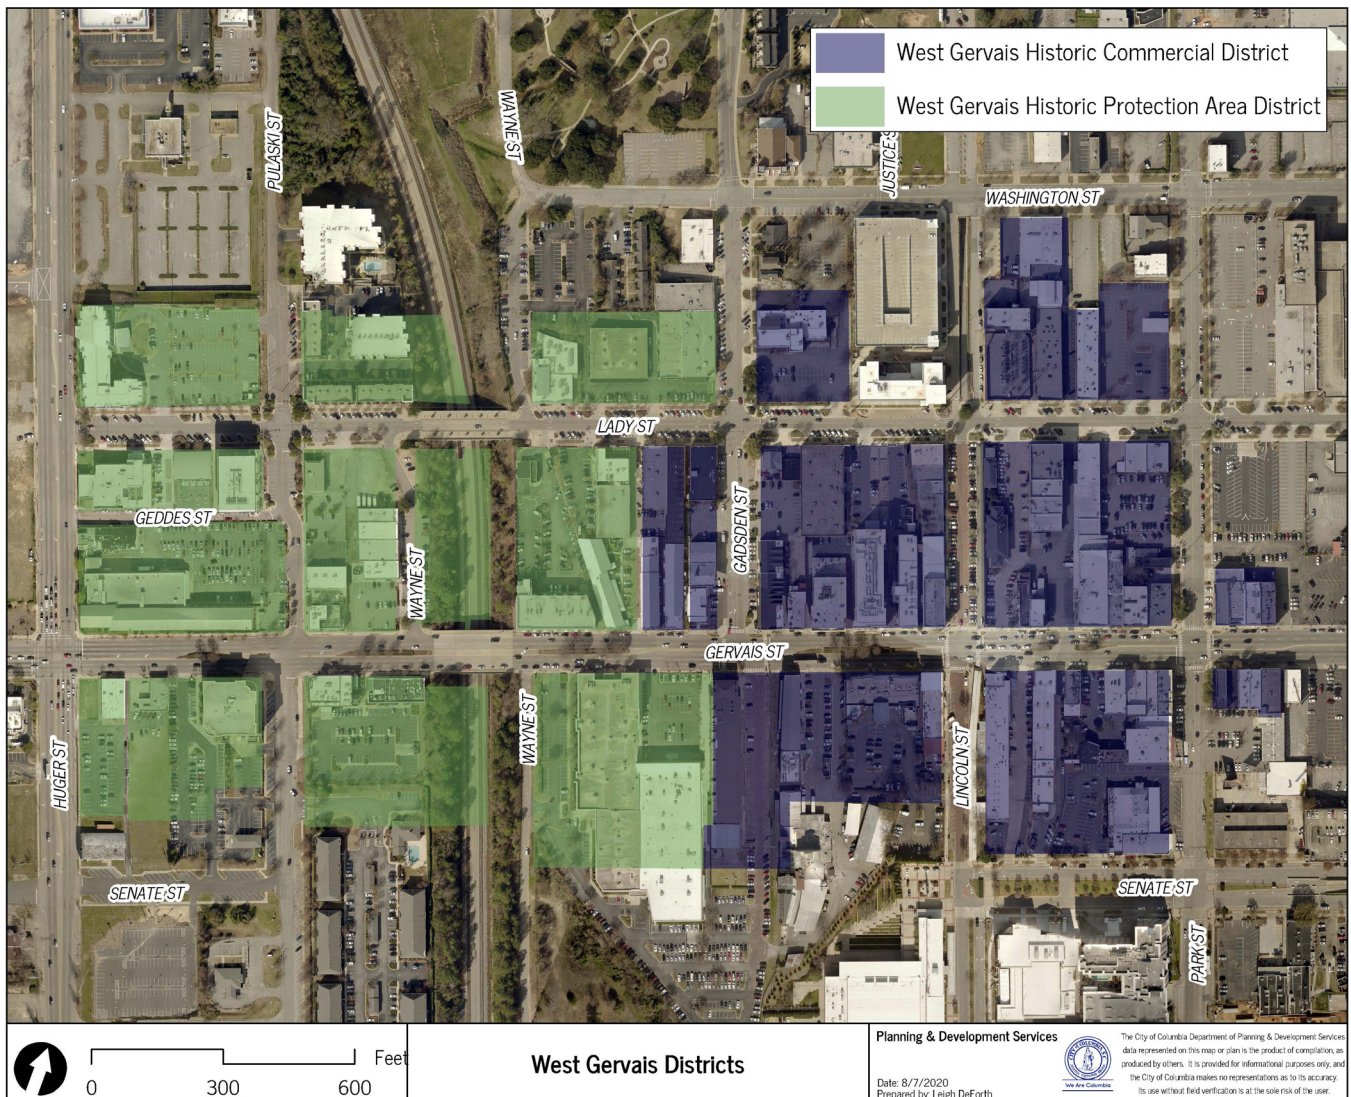 West Gervais Historic Commercial District
West Gervais Historic Protection Area District
WAYNE ST
PULASKI ST
JUSTICE S
WASHINGTON ST
LADY ST
GEDDES ST
GADSDEN ST
WAYNE ST
GERVAIS ST
WAYNE ST
HUGER ST
LINCOLN ST
SENATE ST
SENATE ST
PARK ST
Feet
0 300 600
West Gervais Districts
Planning & Development Services
Date: 8/7/2020
Prepared by: Leigh DeForth
We Are Columbia
The City of Columbia Department of Planning & Development Services
data represented on this map or plan is the product of compilation, as
produced by others. It is provided for informational purposes only, and
the City of Columbia makes no representations as to its accuracy.
Its use without field verification is at the sole risk of the user.